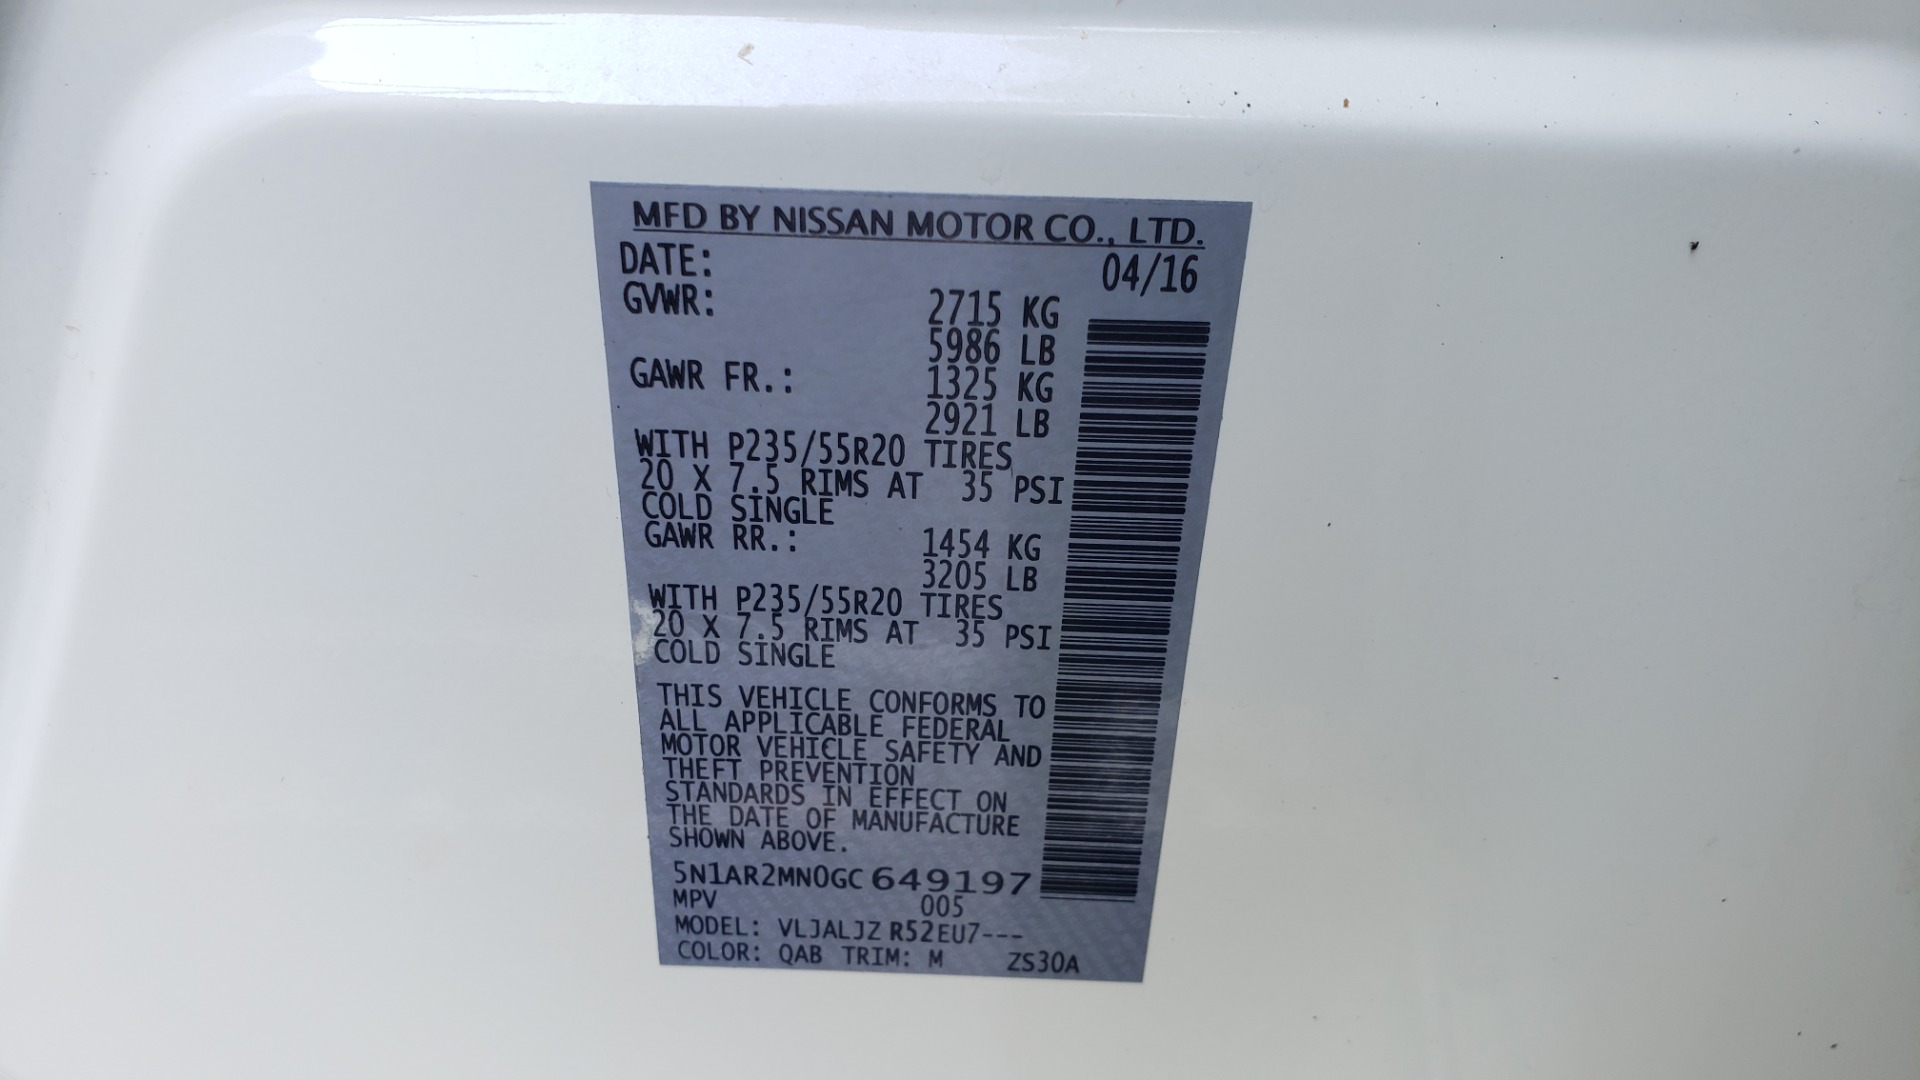 MFD BY NISSAN MOTOR CO., LTD.
DATE: 04/16
GVWR: 2715 KG
5986 LB
GAWR FR.: 1325 KG
2921 LB
WITH P235/55R20 TIRES
20 X 7.5 RIMS AT 35 PSI
COLD SINGLE
GAWR RR.: 1454 KG
3205 LB
WITH P235/55R20 TIRES
20 X 7.5 RIMS AT 35 PSI
COLD SINGLE
THIS VEHICLE CONFORMS TO
ALL APPLICABLE FEDERAL
MOTOR VEHICLE SAFETY AND
THEFT PREVENTION
STANDARDS IN EFFECT ON
THE DATE OF MANUFACTURE
SHOWN ABOVE.
5N1AR2MN0GC649197
MPV 005
MODEL: VLJALJZ R52EU7---
COLOR: QAB TRIM: M ZS30A